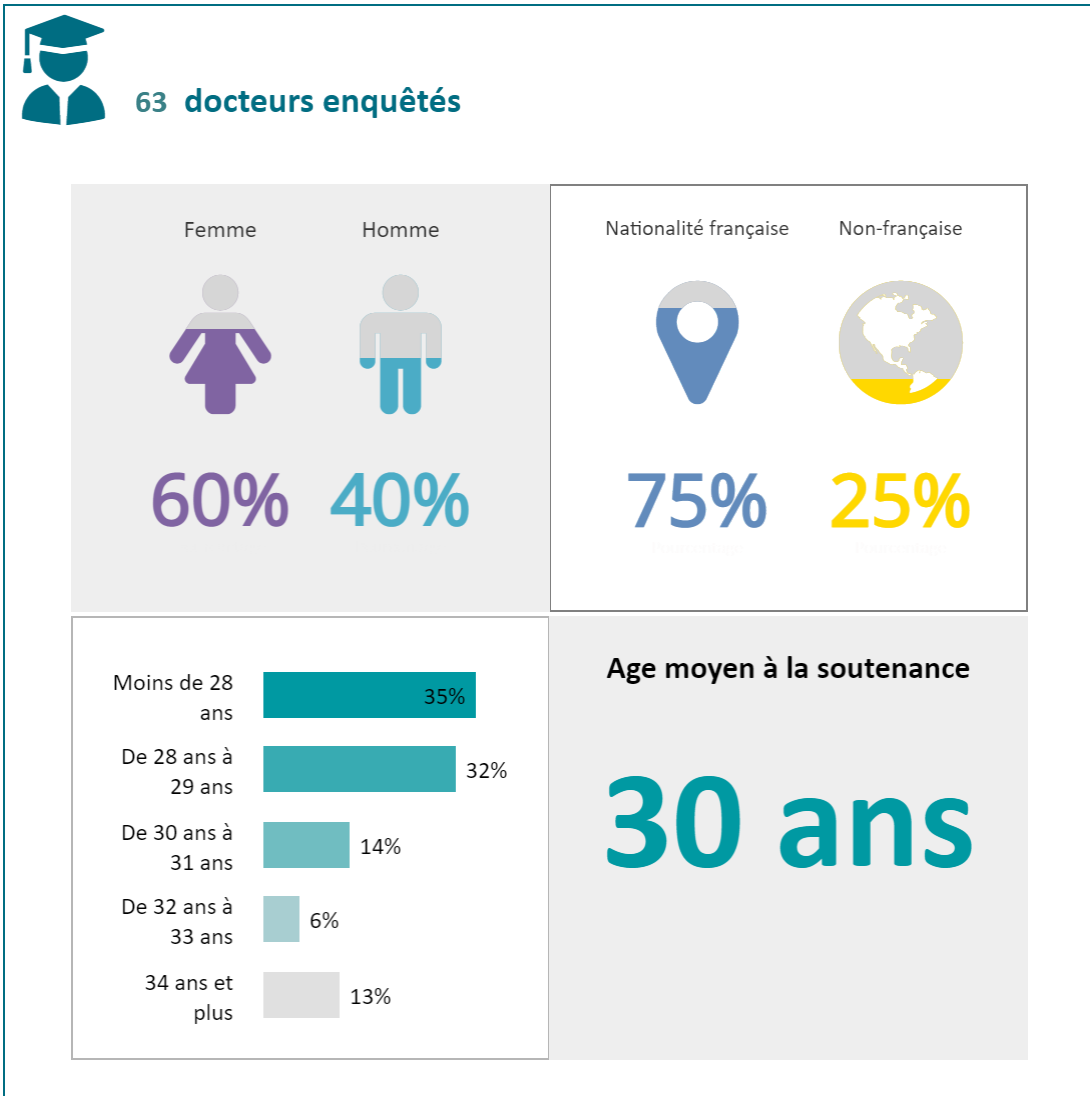 63 docteurs enquêtés
Femme
Homme
60%
40%
Nationalité française
Non-française
75%
25%
Moins de 28
ans
35%
De 28 ans à
29 ans
32%
De 30 ans à
31 ans
14%
De 32 ans à
33 ans
6%
34 ans et
plus
13%
Age moyen à la soutenance
30 ans